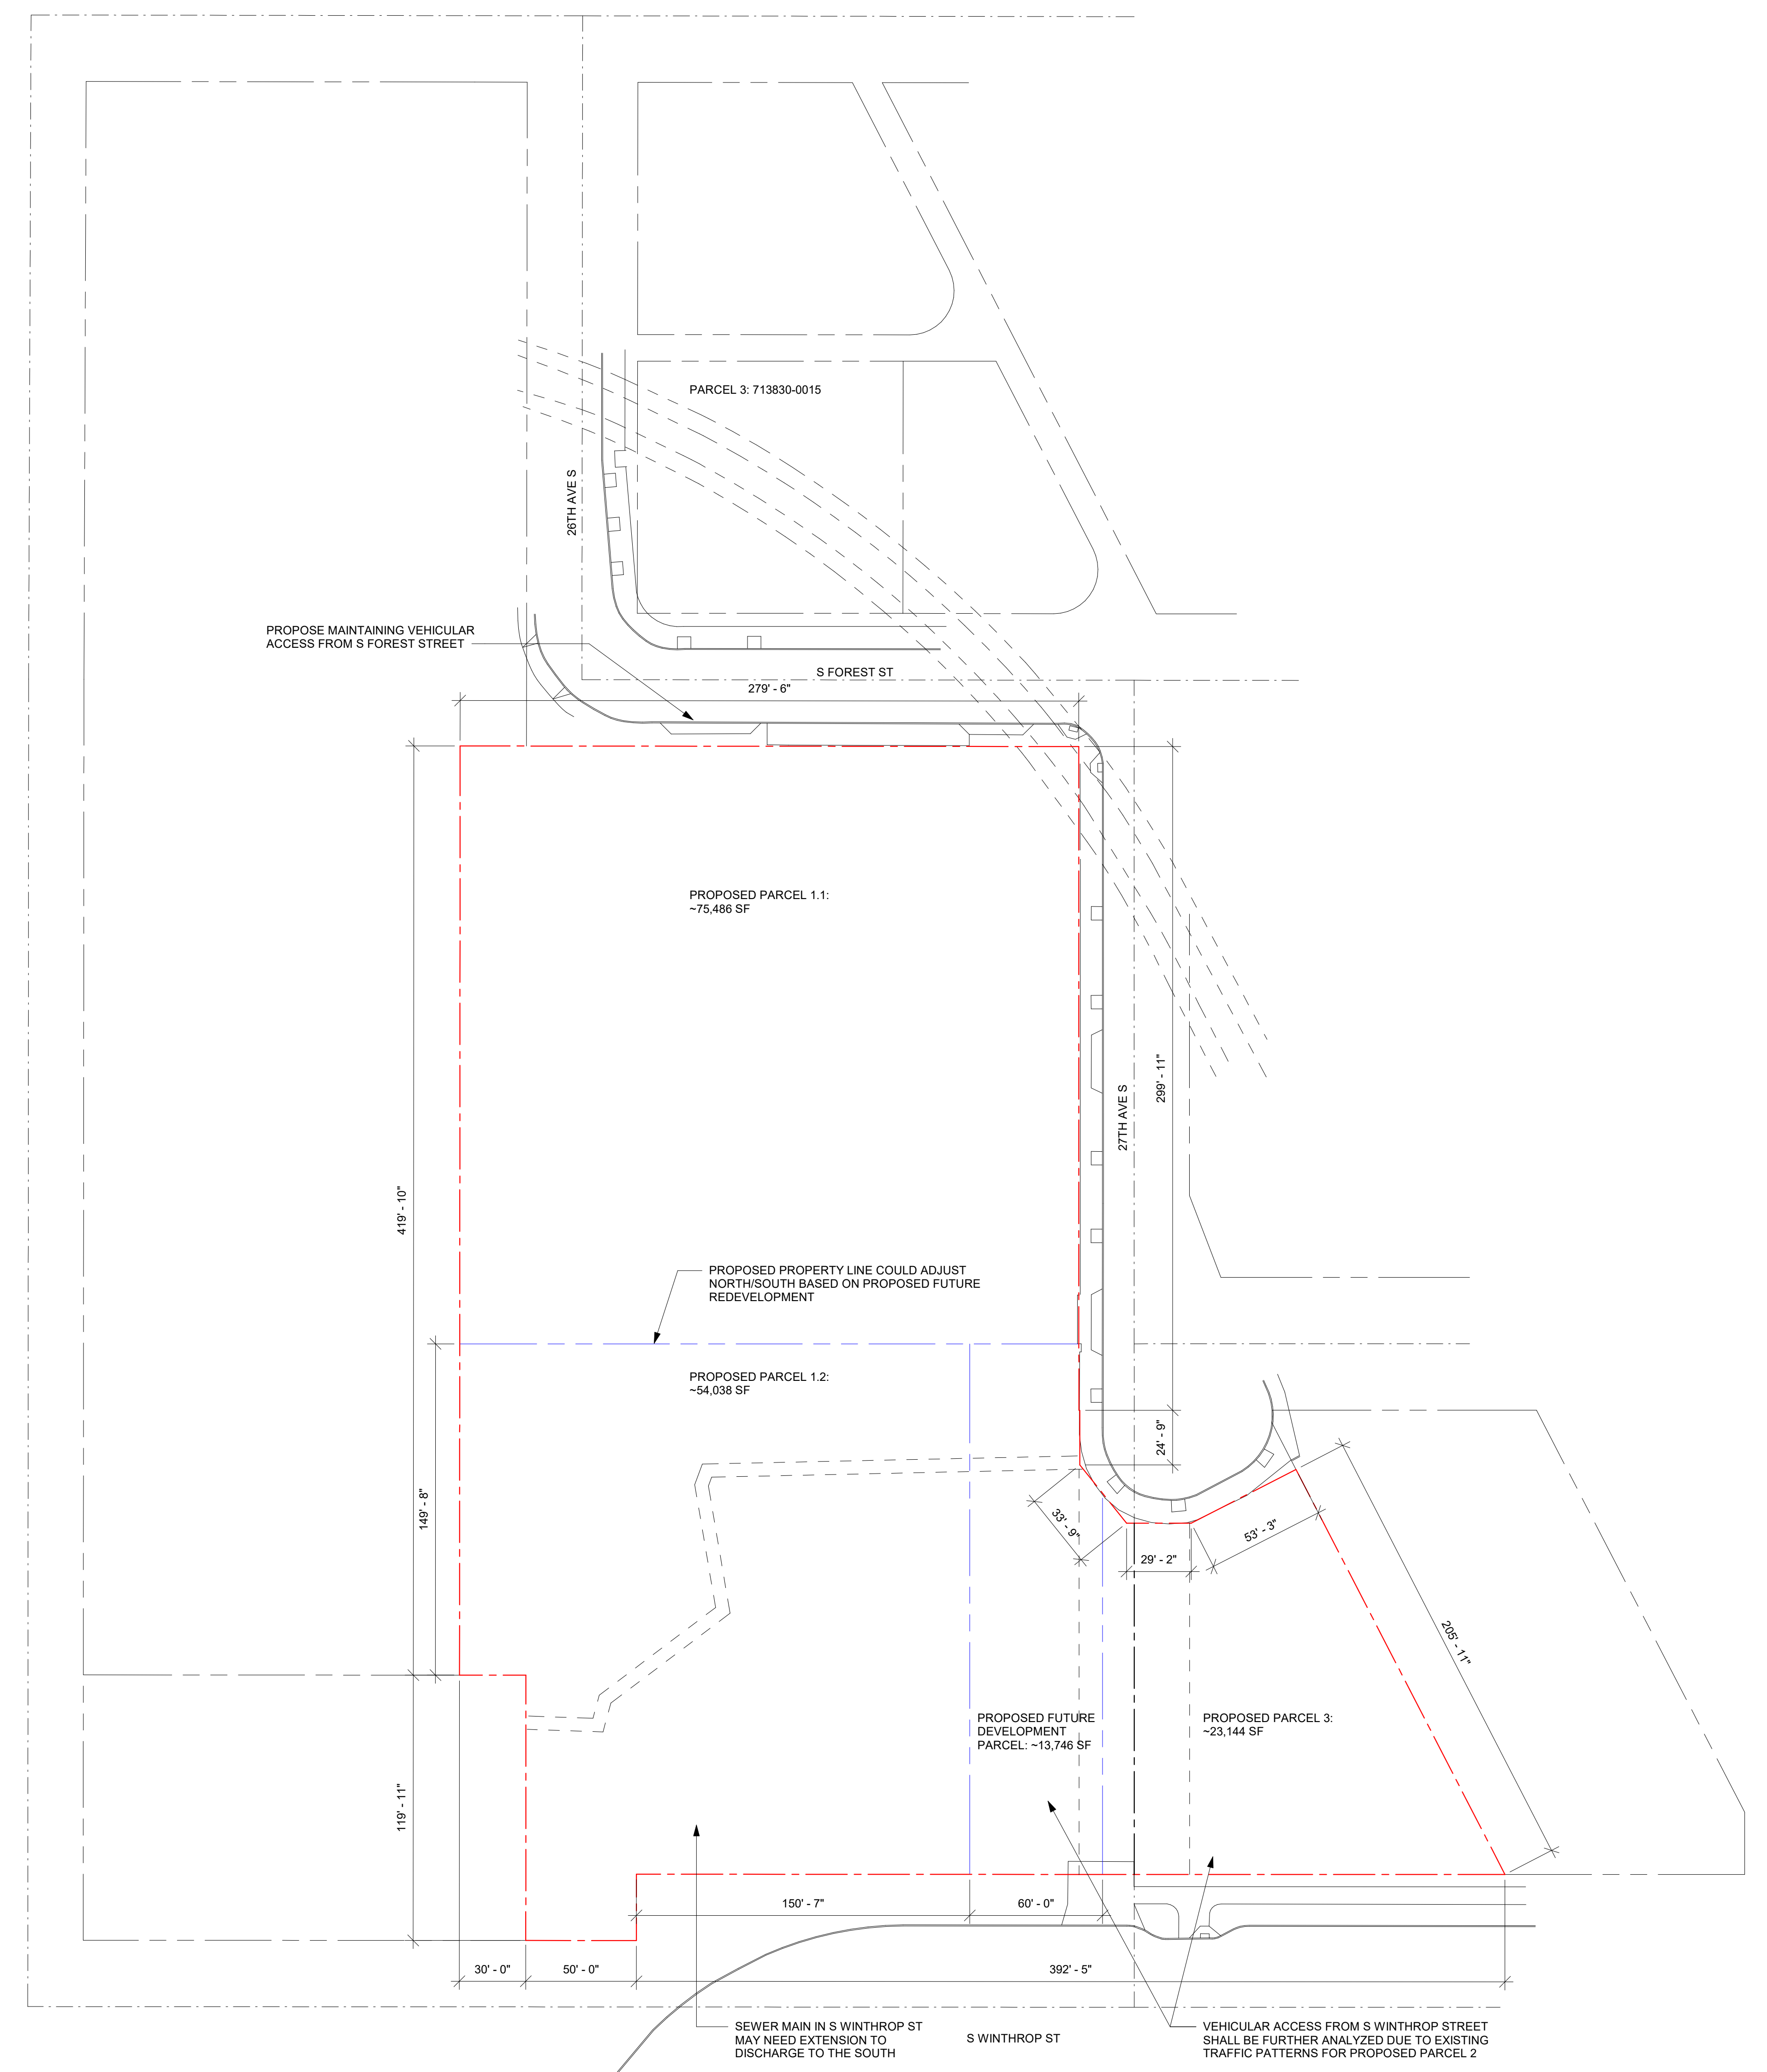 PARCEL 3: 713830-0015
26TH AVE S
PROPOSE MAINTAINING VEHICULAR
ACCESS FROM S FOREST STREET
S FOREST ST
279' - 6"
PROPOSED PARCEL 1.1:
~75,486 SF
299' - 11"
27TH AVE S
419' - 10"
PROPOSED PROPERTY LINE COULD ADJUST
NORTH/SOUTH BASED ON PROPOSED FUTURE
REDEVELOPMENT
PROPOSED PARCEL 1.2:
~54,038 SF
24' - 9"
149' - 8"
33' - 9"
53' - 3"
29' - 2"
205' - 11"
PROPOSED FUTURE
DEVELOPMENT
PARCEL: ~13,746 SF
PROPOSED PARCEL 3:
~23,144 SF
119' - 11"
150' - 7"
60' - 0"
30' - 0"
50' - 0"
392' - 5"
SEWER MAIN IN S WINTHROP ST
MAY NEED EXTENSION TO
DISCHARGE TO THE SOUTH
S WINTHROP ST
VEHICULAR ACCESS FROM S WINTHROP STREET
SHALL BE FURTHER ANALYZED DUE TO EXISTING
TRAFFIC PATTERNS FOR PROPOSED PARCEL 2